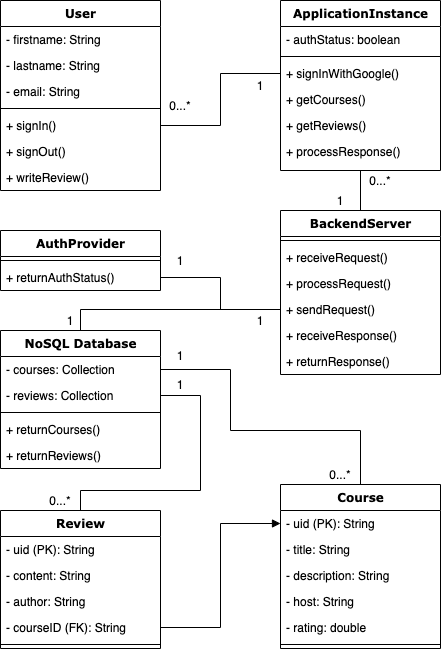 User
- firstname: String
- lastname: String
- email: String
+ signIn()
+ signOut()
+ writeReview()
0...*
1
ApplicationInstance
- authStatus: boolean
+ signInWithGoogle()
+ getCourses()
+ getReviews()
+ processResponse()
0...*
1
AuthProvider
+ returnAuthStatus()
1
1
1
BackendServer
+ receiveRequest()
+ processRequest()
+ sendRequest()
+ receiveResponse()
+ returnResponse()
NoSQL Database
- courses: Collection
- reviews: Collection
+ returnCourses()
+ returnReviews()
1
1
0...*
0...*
Review
- uid (PK): String
- content: String
- author: String
- courseID (FK): String
Course
- uid (PK): String
- title: String
- description: String
- host: String
- rating: double